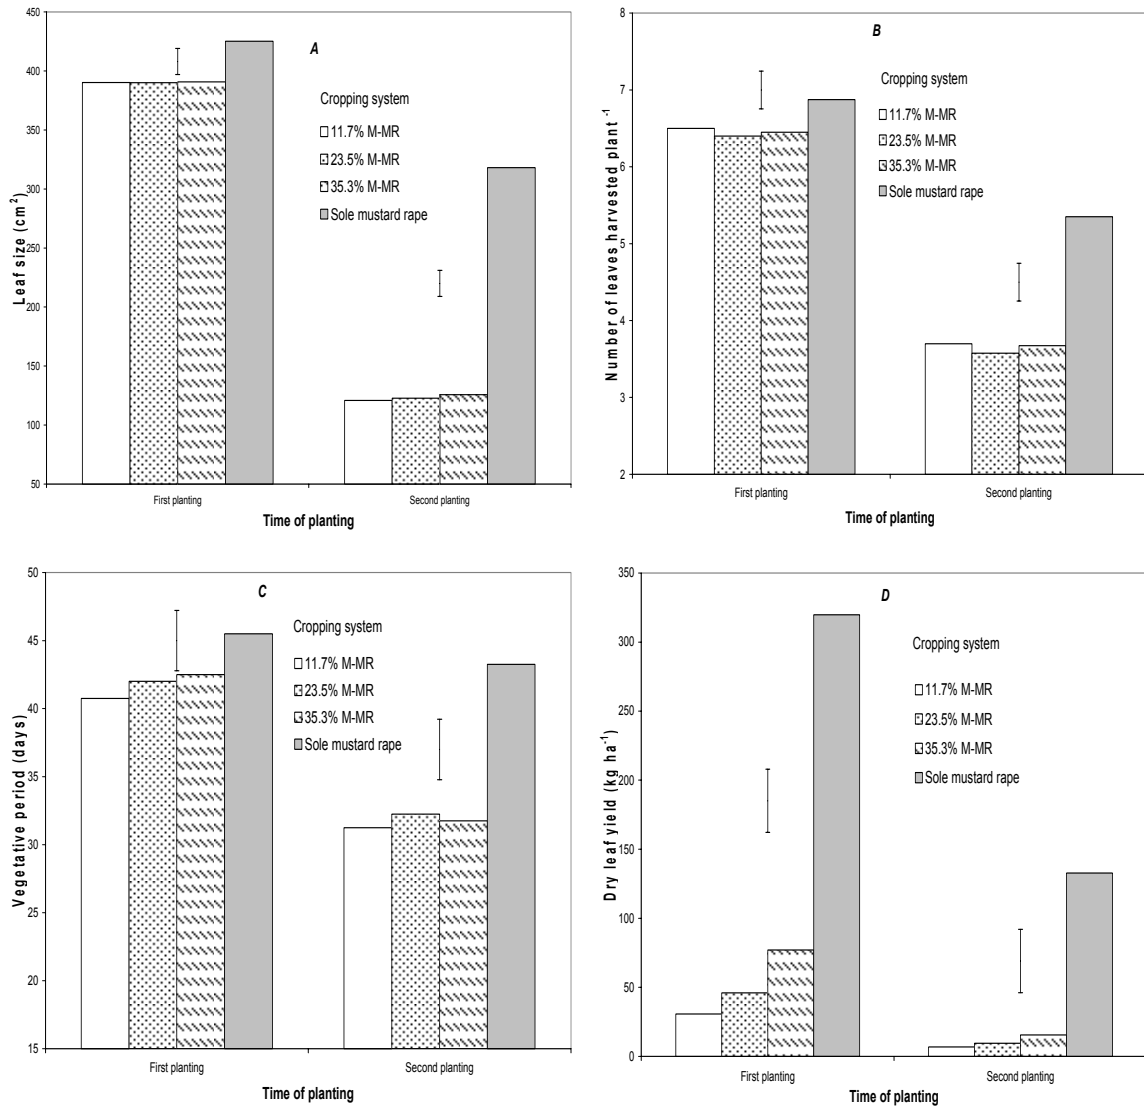 A
Leaf size (cm²)
450
400
350
300
250
200
150
100
50
Cropping system
11.7% M-MR
23.5% M-MR
35.3% M-MR
Sole mustard rape
First planting
Second planting
Time of planting
B
Number of leaves harvested plant ⁻¹
8
7
6
5
4
3
2
Cropping system
11.7% M-MR
23.5% M-MR
35.3% M-MR
Sole mustard rape
First planting
Second planting
Time of planting
C
Vegetative period (days)
50
45
40
35
30
25
20
15
Cropping system
11.7% M-MR
23.5% M-MR
35.3% M-MR
Sole mustard rape
First planting
Second planting
Time of planting
D
Dry leaf yield (kg ha⁻¹)
350
300
250
200
150
100
50
0
Cropping system
11.7% M-MR
23.5% M-MR
35.3% M-MR
Sole mustard rape
First planting
Second planting
Time of planting